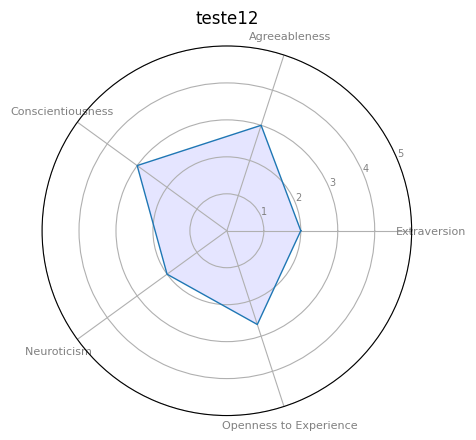 teste12
Agreeableness
Conscientiousness
5
4
3
2
1
Extraversion
Neuroticism
Openness to Experience